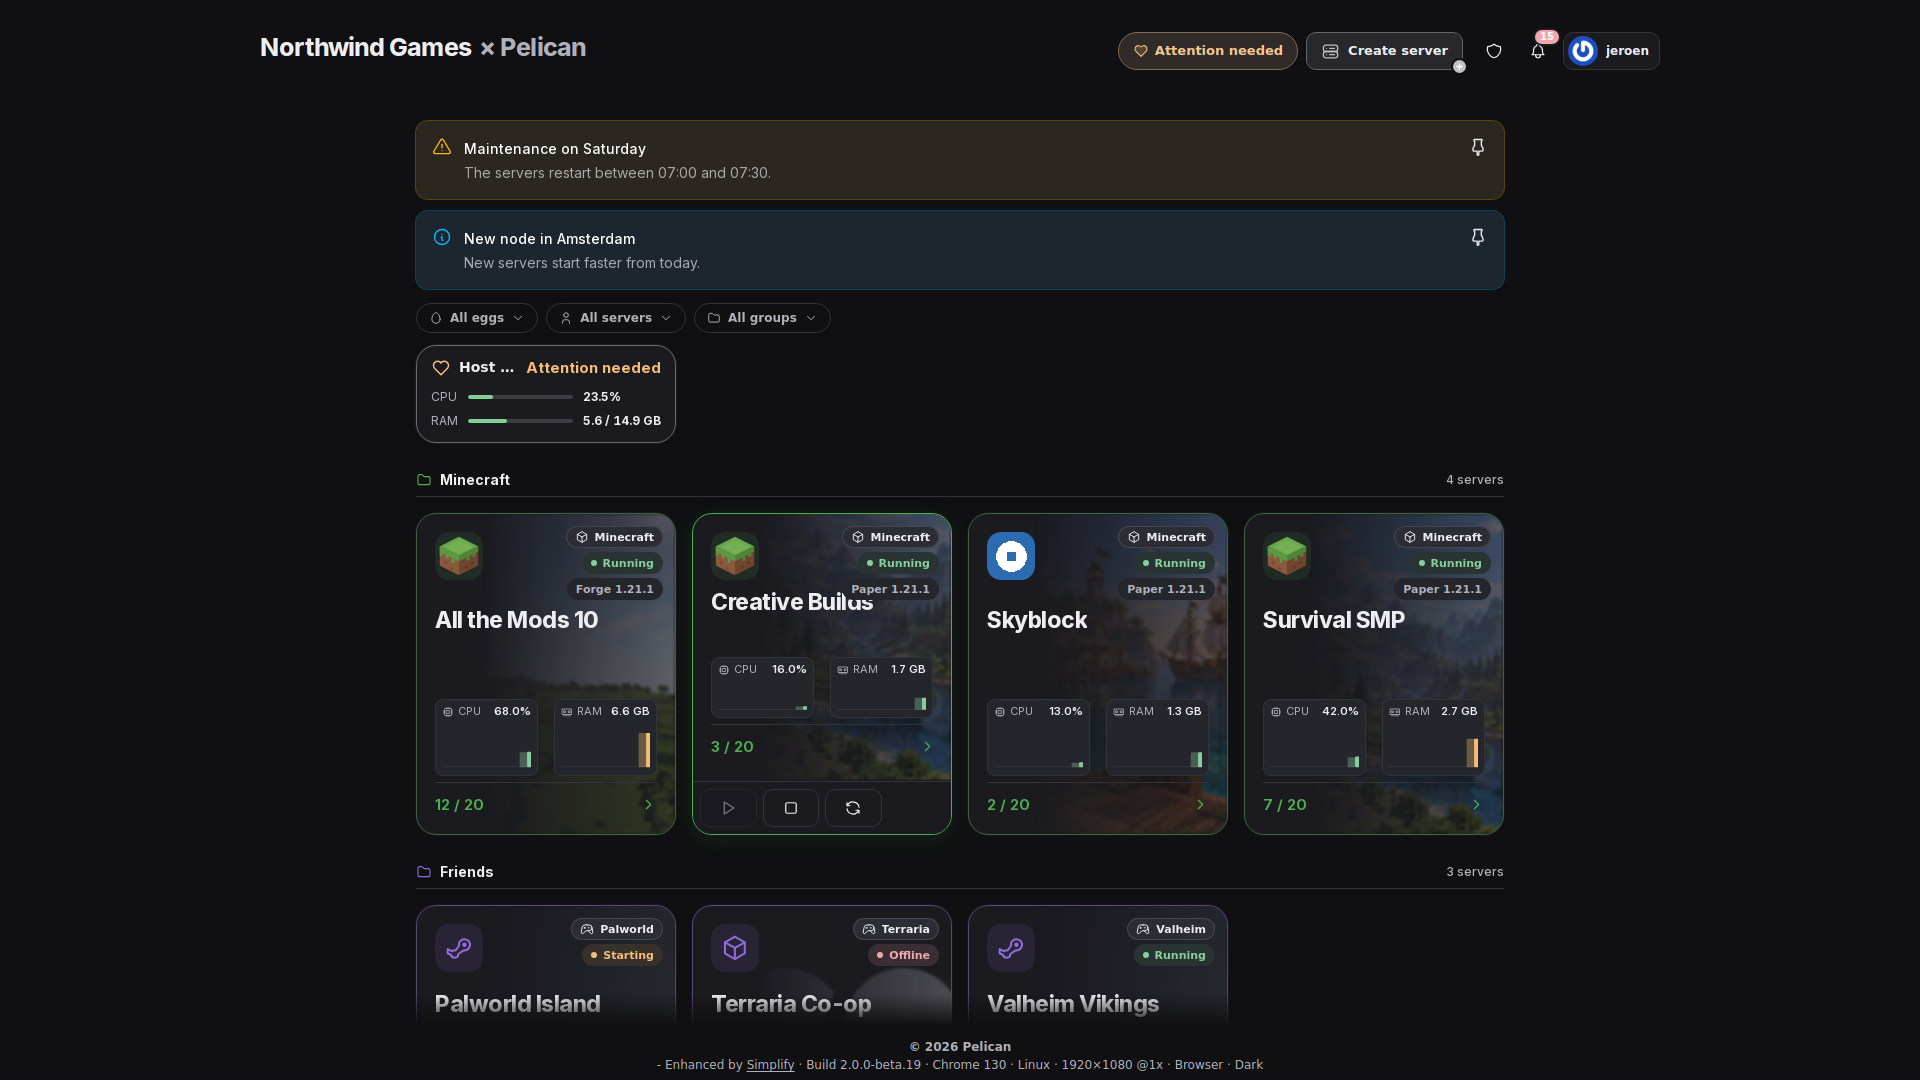 Northwind Games × Pelican
Attention needed
Create server
15
jeroen
Maintenance on Saturday
The servers restart between 07:00 and 07:30.
New node in Amsterdam
New servers start faster from today.
All eggs
All servers
All groups
Host ...
Attention needed
CPU
23.5%
RAM
5.6 / 14.9 GB
Minecraft
4 servers
Minecraft
Running
Forge 1.21.1
All the Mods 10
CPU 68.0%
RAM 6.6 GB
12 / 20
Minecraft
Running
Paper 1.21.1
Creative Builds
CPU 16.0%
RAM 1.7 GB
3 / 20
Minecraft
Running
Paper 1.21.1
Skyblock
CPU 13.0%
RAM 1.3 GB
2 / 20
Minecraft
Running
Paper 1.21.1
Survival SMP
CPU 42.0%
RAM 2.7 GB
7 / 20
Friends
3 servers
Palworld
Starting
Palworld Island
Terraria
Offline
Terraria Co-op
Valheim
Running
Valheim Vikings
© 2026 Pelican
- Enhanced by Simplify · Build 2.0.0-beta.19 · Chrome 130 · Linux · 1920×1080 @1x · Browser · Dark